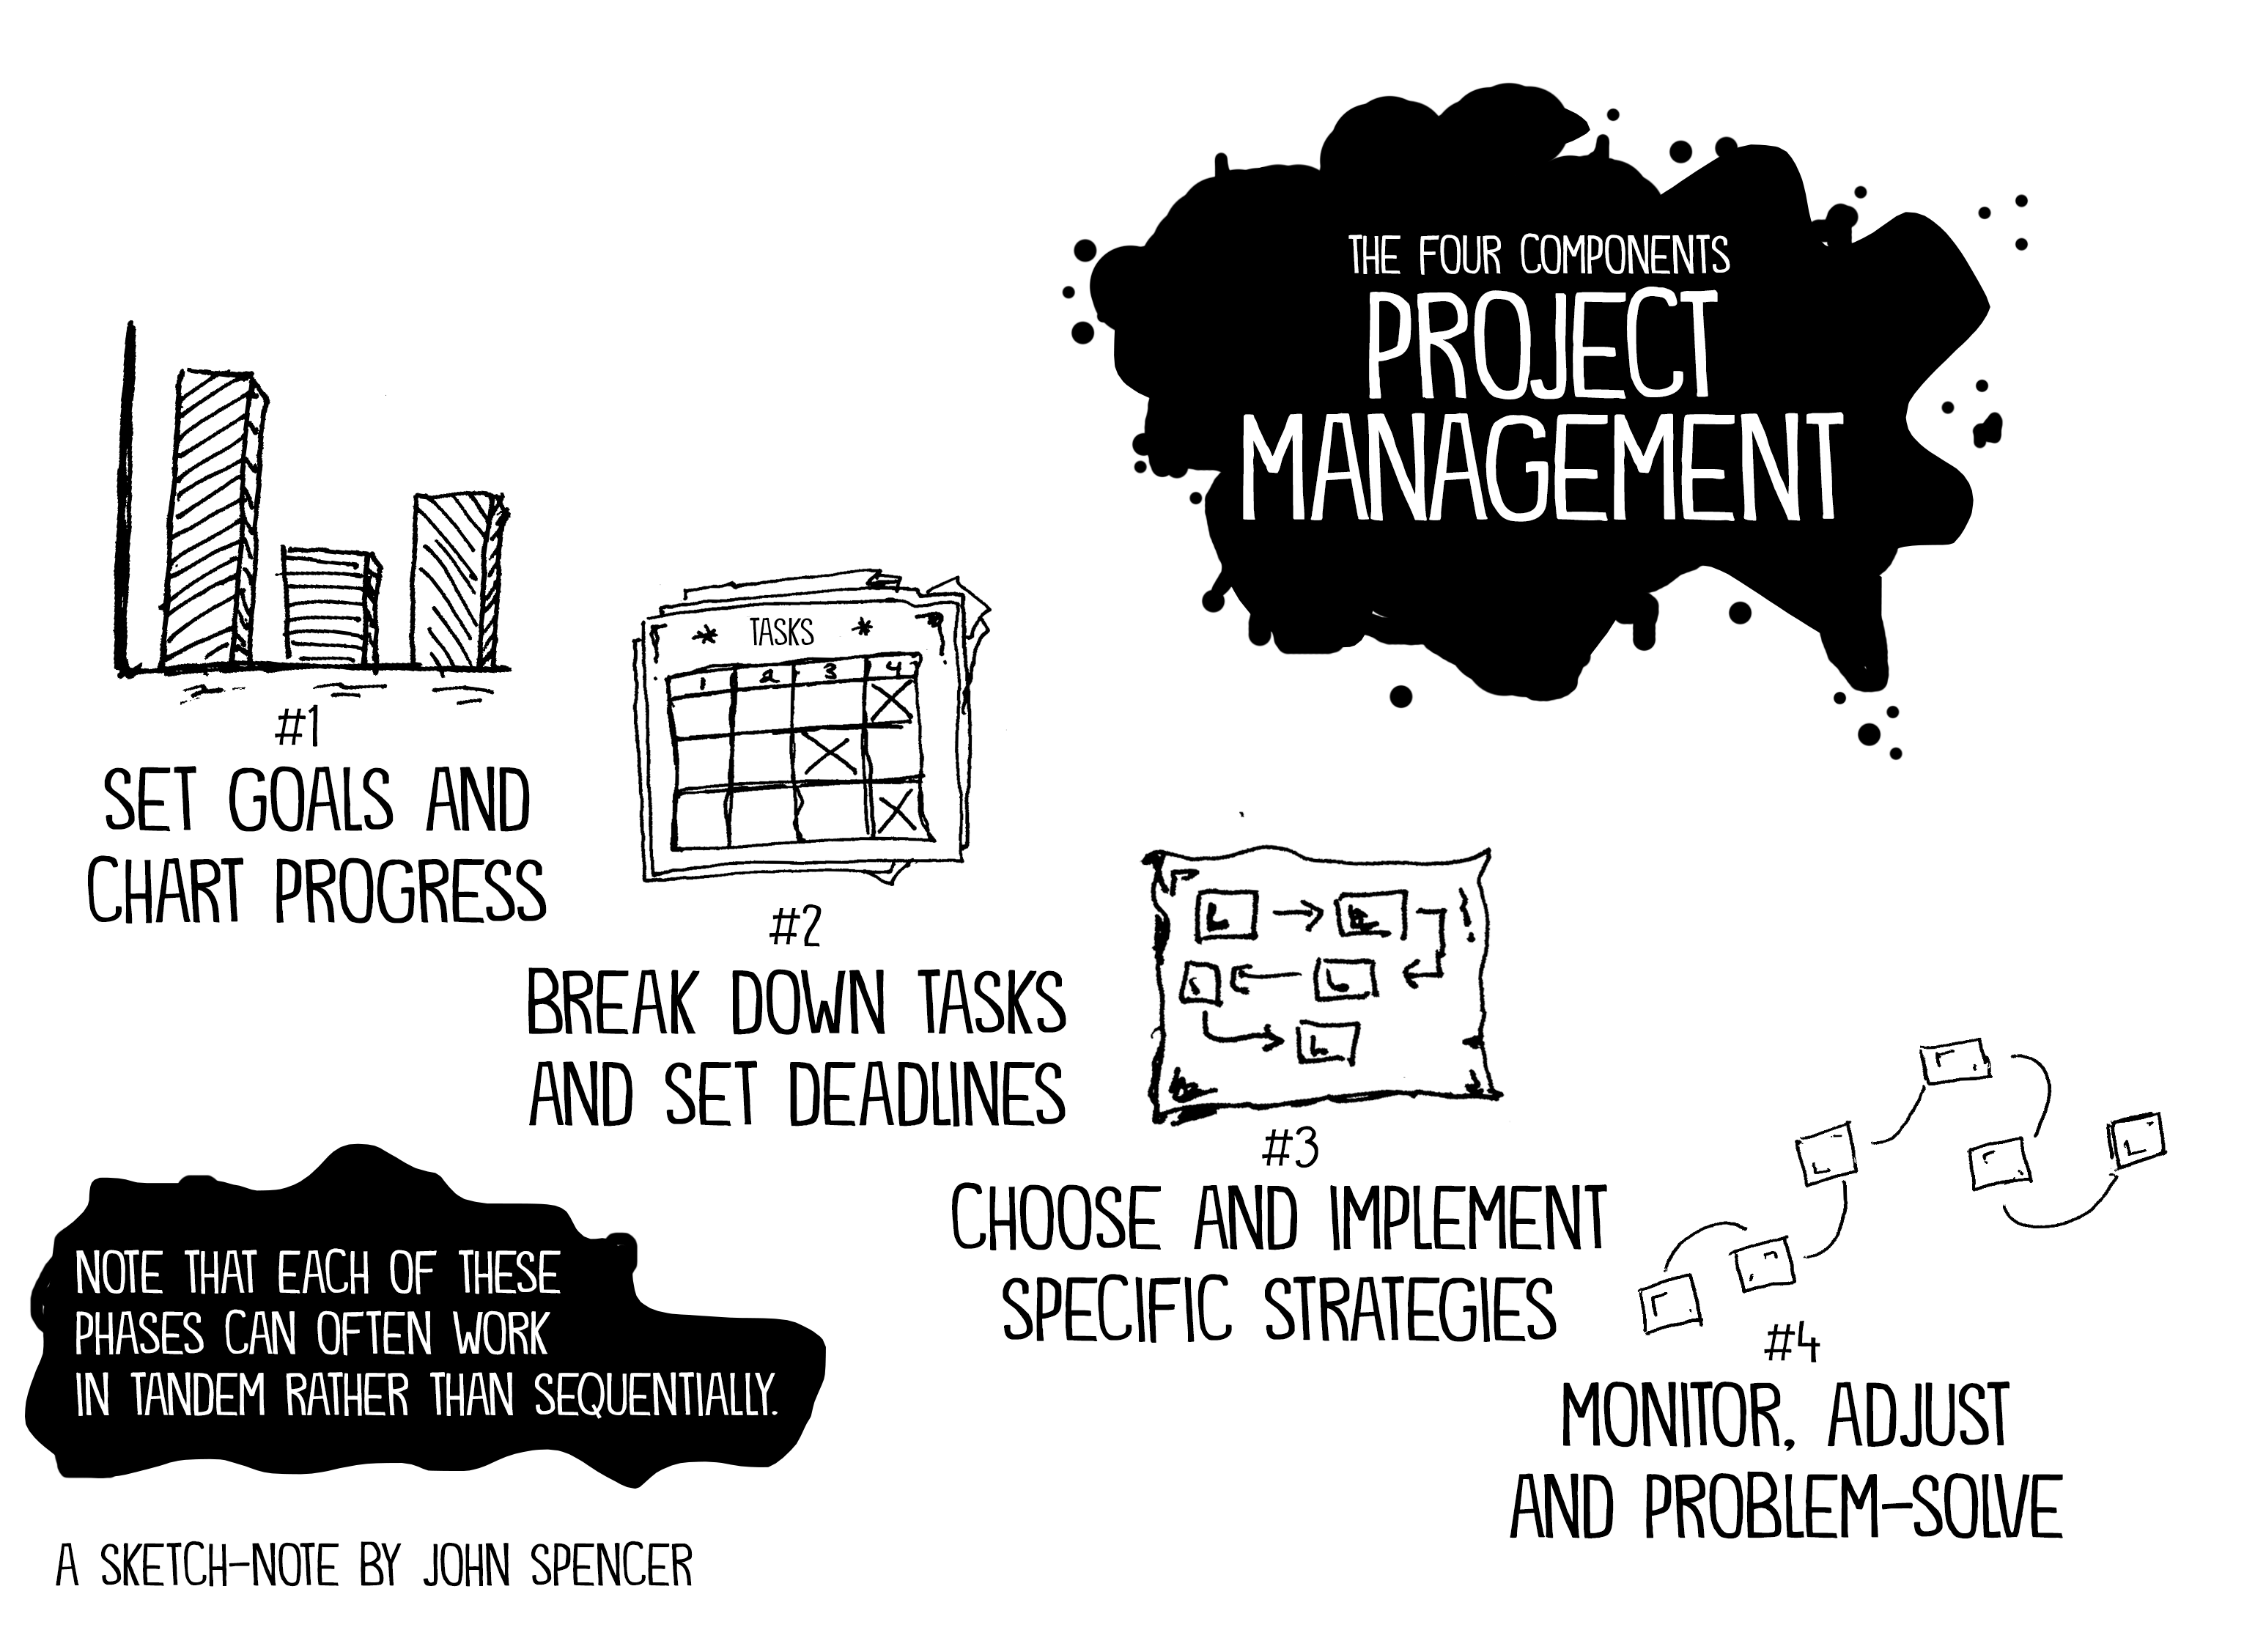 THE FOUR COMPONENTS
PROJECT
MANAGEMENT
#1
SET GOALS AND
CHART PROGRESS
* TASKS *
1 2 3 4
#2
BREAK DOWN TASKS
AND SET DEADLINES
#3
CHOOSE AND IMPLEMENT
SPECIFIC STRATEGIES
#4
MONITOR, ADJUST
AND PROBLEM-SOLVE
NOTE THAT EACH OF THESE
PHASES CAN OFTEN WORK
IN TANDEM RATHER THAN SEQUENTIALLY.
A SKETCH-NOTE BY JOHN SPENCER